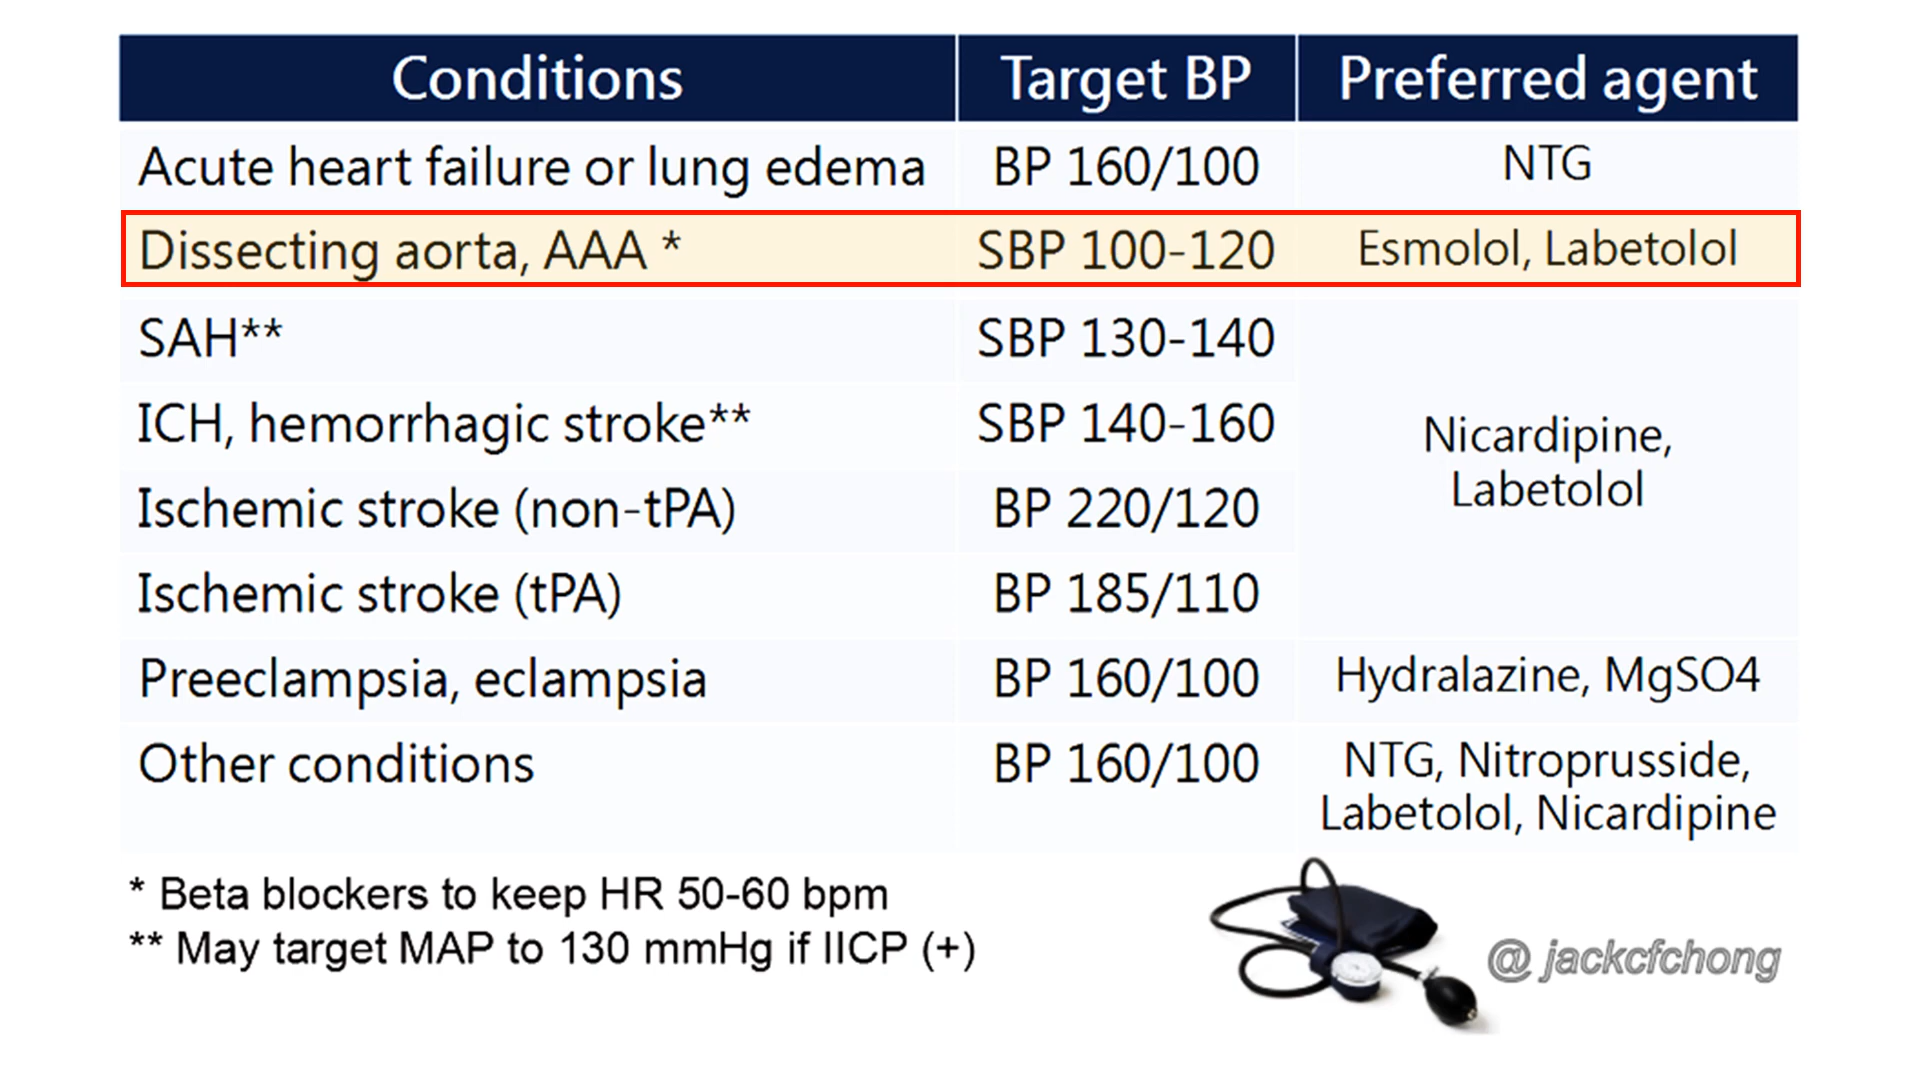 Conditions Target BP Preferred agent
Acute heart failure or lung edema BP 160/100 NTG
Dissecting aorta, AAA * SBP 100-120 Esmolol, Labetolol
SAH** SBP 130-140
ICH, hemorrhagic stroke** SBP 140-160
Nicardipine,
Labetolol
Ischemic stroke (non-tPA) BP 220/120
Ischemic stroke (tPA) BP 185/110
Preeclampsia, eclampsia BP 160/100 Hydralazine, MgSO4
Other conditions BP 160/100 NTG, Nitroprusside,
Labetolol, Nicardipine
* Beta blockers to keep HR 50-60 bpm
** May target MAP to 130 mmHg if IICP (+)
@ jackcfchong